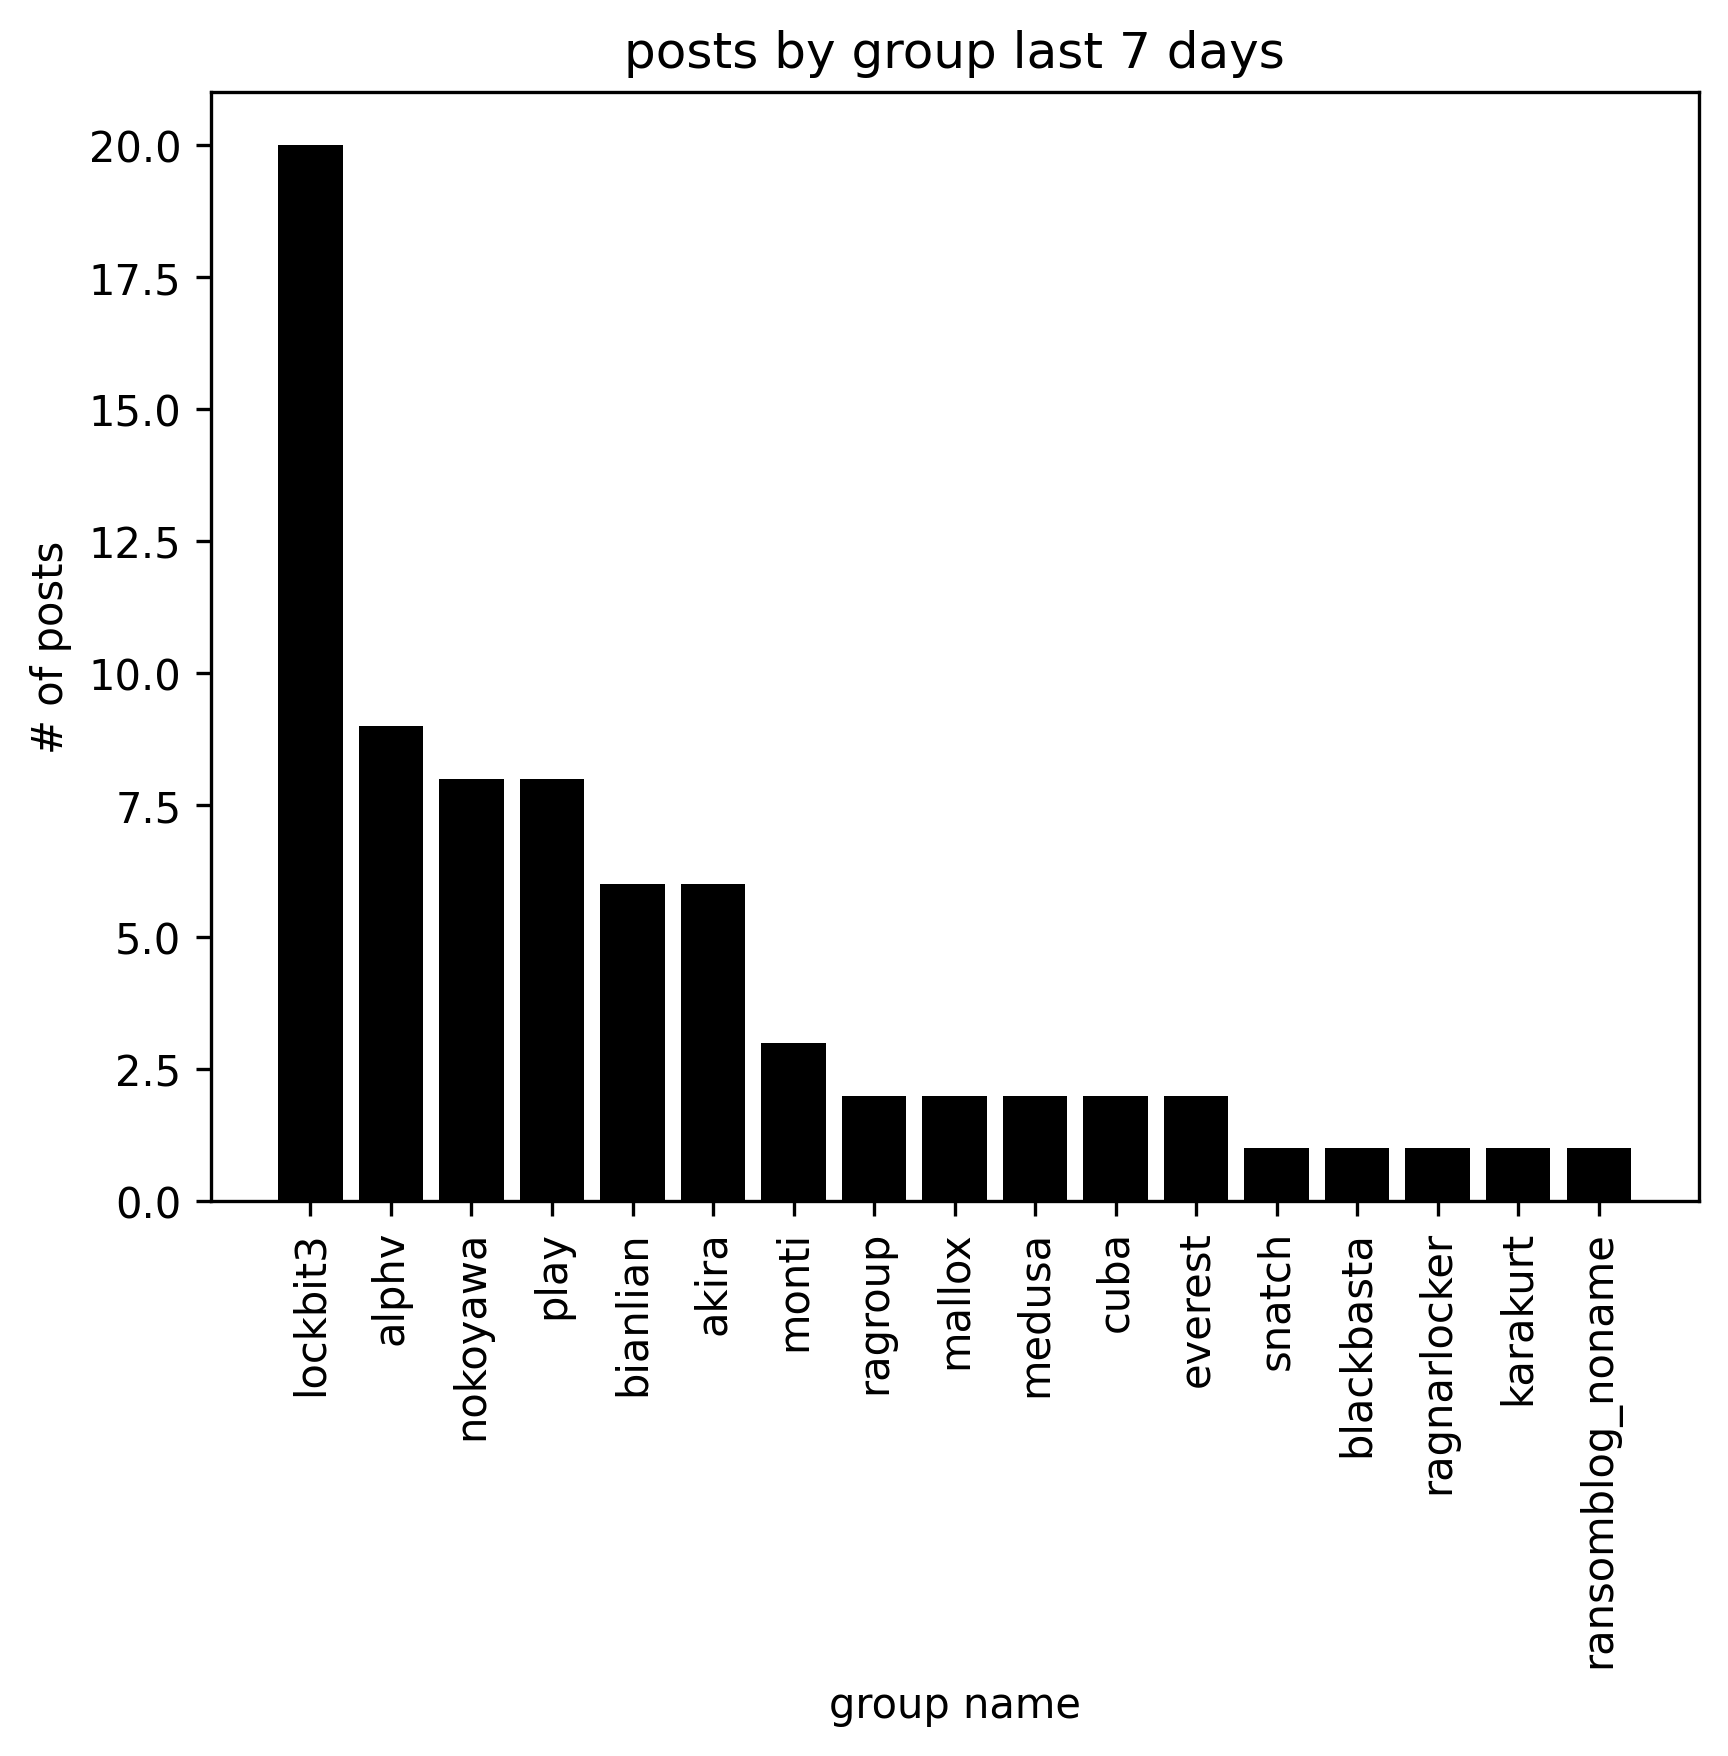 posts by group last 7 days
20.0
17.5
15.0
12.5
10.0
7.5
5.0
2.5
0.0
# of posts
lockbit3
alphv
nokoyawa
play
bianlian
akira
monti
ragroup
mallox
medusa
cuba
everest
snatch
blackbasta
ragnarlocker
karakurt
ransomblog_noname
group name